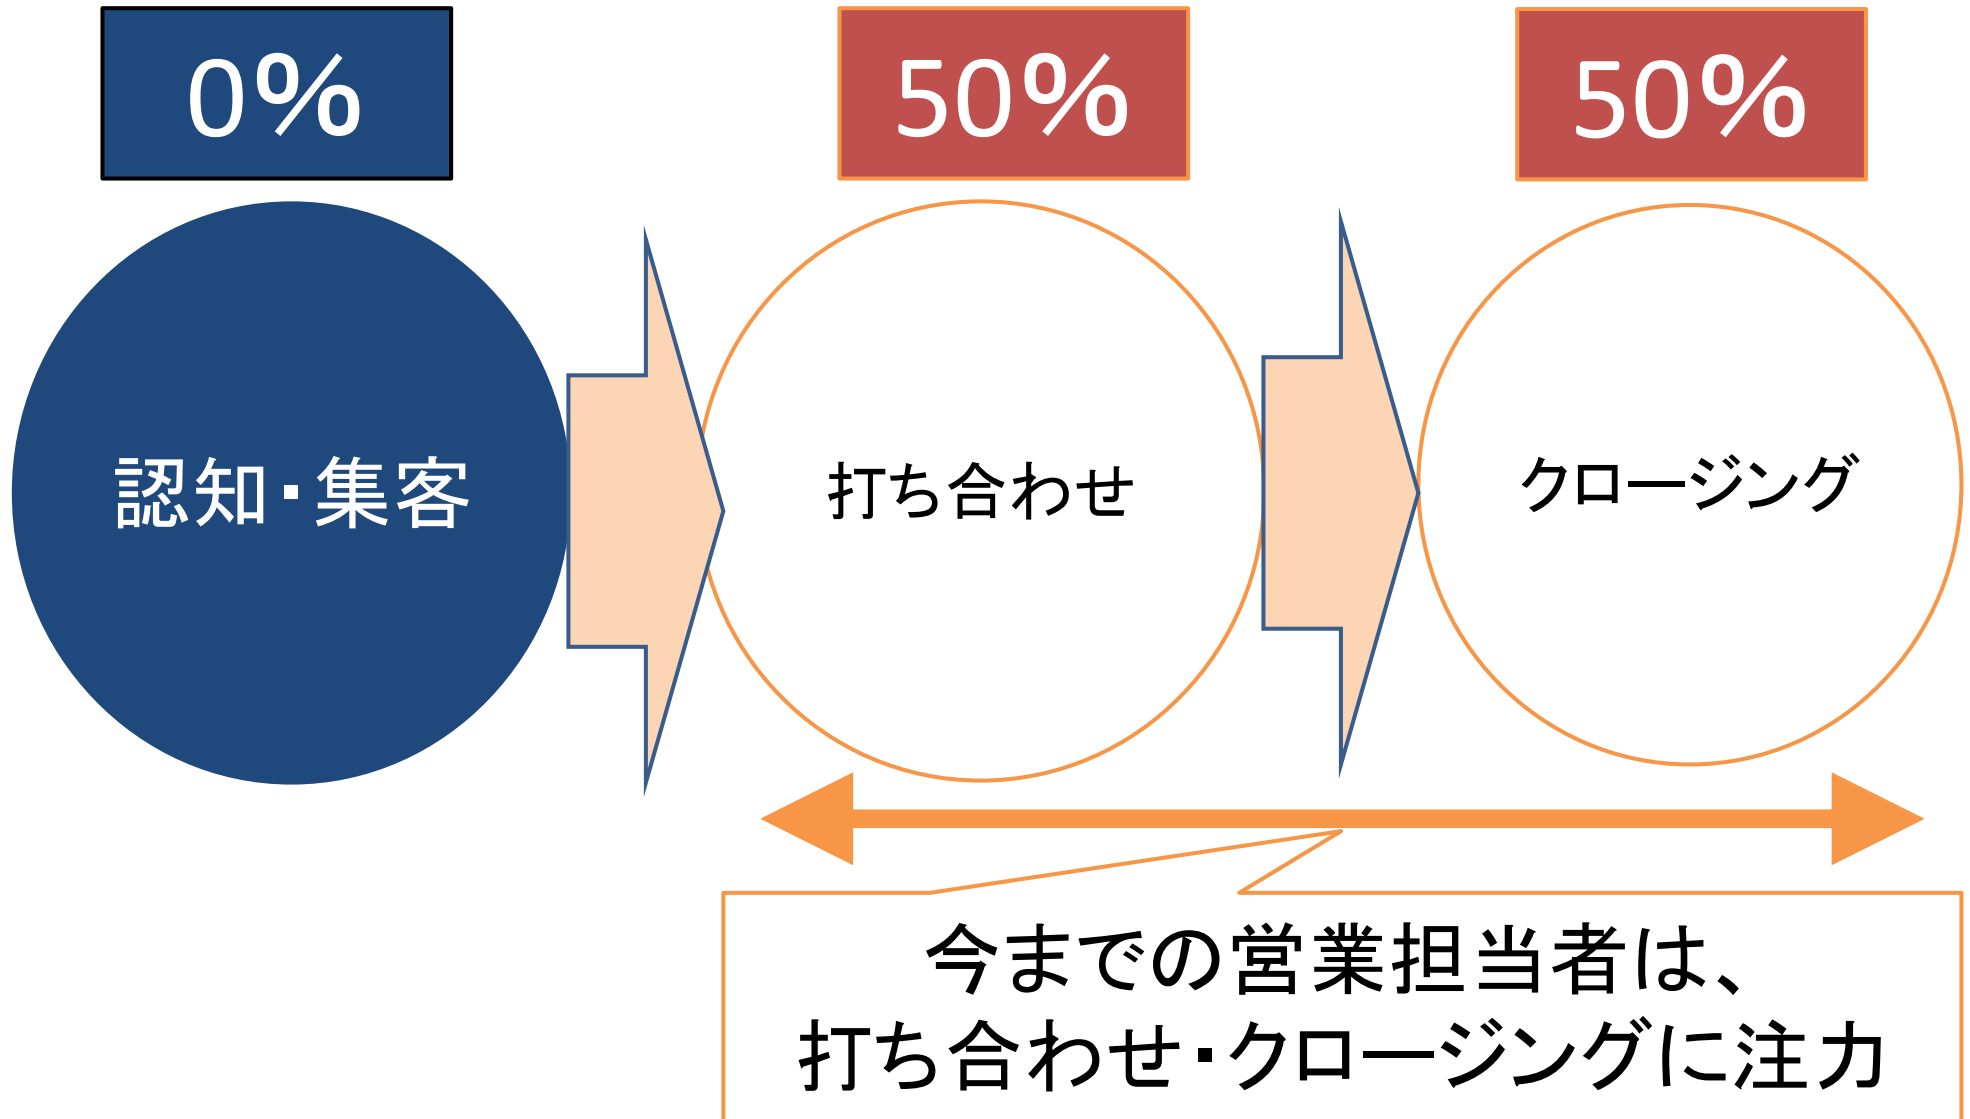 0%
50%
50%
認知・集客
打ち合わせ
クロージング
今までの営業担当者は、
打ち合わせ・クロージングに注力